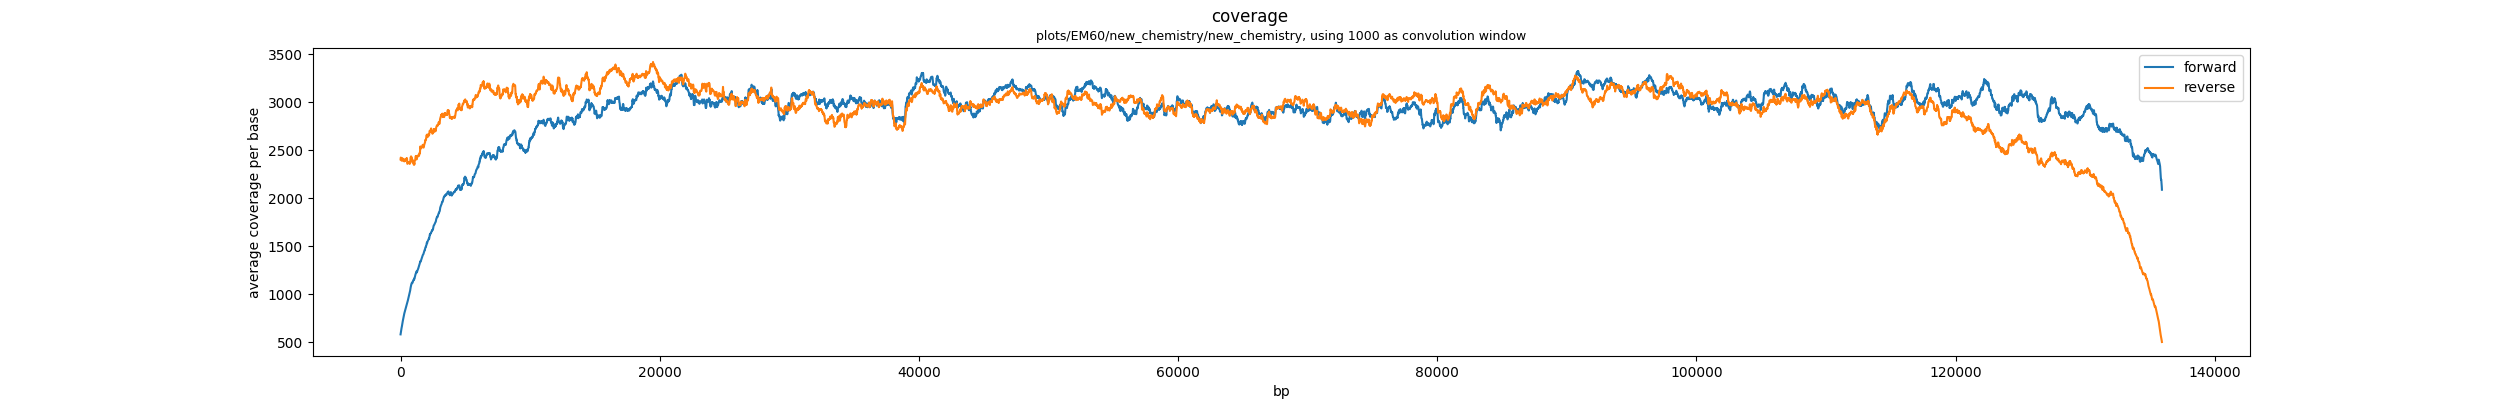 coverage
plots/EM60/new_chemistry/new_chemistry, using 1000 as convolution window
average coverage per base
3500
3000
2500
2000
1500
1000
500
forward
reverse
0
20000
40000
60000
80000
100000
120000
140000
bp